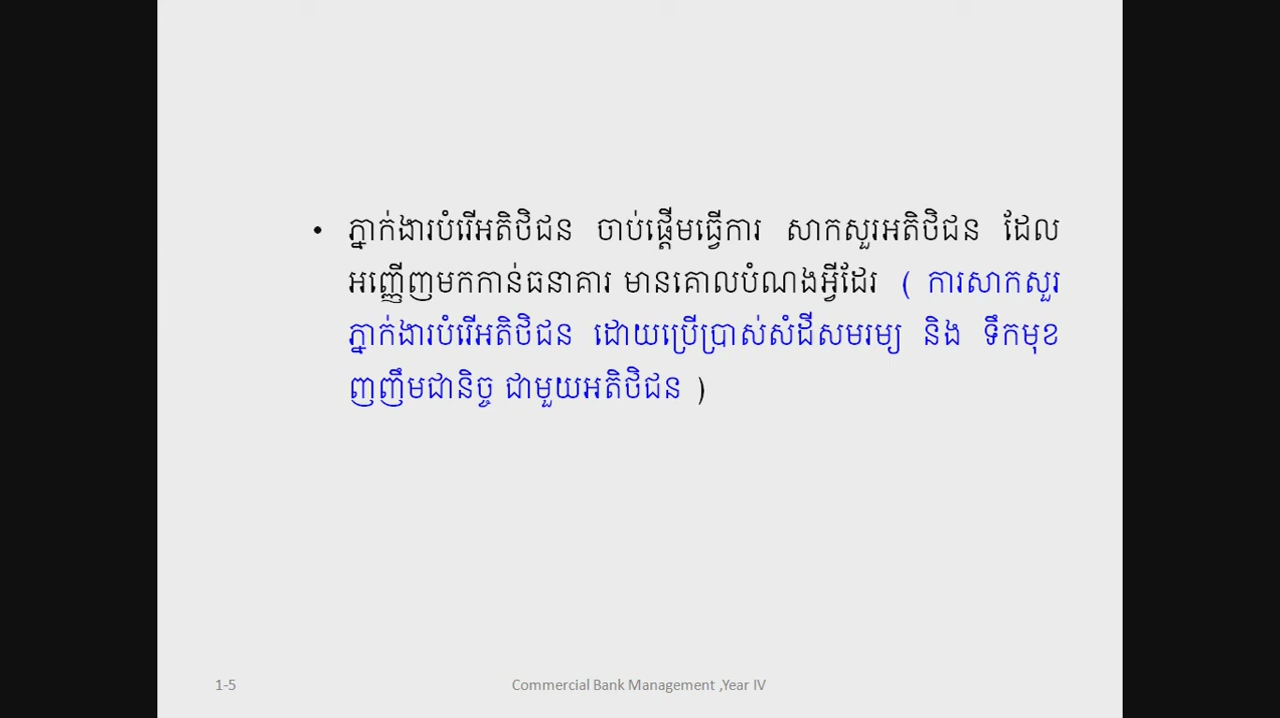 • ភ្នាក់ងារបំរើអតិថិជន ចាប់ផ្ដើមធ្វើការ សាកសួរអតិថិជន ដែល
អញ្ជើញមកកាន់ធនាគារ មានគោលបំណងអ្វីដែរ ( ការសាកសួរ
ភ្នាក់ងារបំរើអតិថិជន ដោយប្រើប្រាស់សំដីសមរម្យ និង ទឹកមុខ
ញញឹមជានិច្ច ជាមួយអតិថិជន )
1-5 Commercial Bank Management ,Year IV